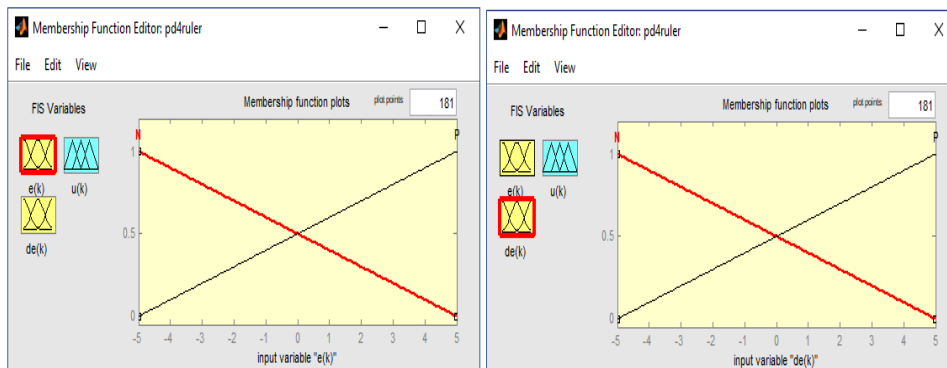 Membership Function Editor: pd4ruler
File Edit View
FIS Variables
Membership function plots
plot points:
181
N
P
e(k)
u(k)
de(k)
1
0.5
0
-5 -4 -3 -2 -1 0 1 2 3 4 5
input variable "e(k)"
Membership Function Editor: pd4ruler
File Edit View
FIS Variables
Membership function plots
plot points:
181
N
P
e(k)
u(k)
de(k)
1
0.5
0
-5 -4 -3 -2 -1 0 1 2 3 4 5
input variable "de(k)"